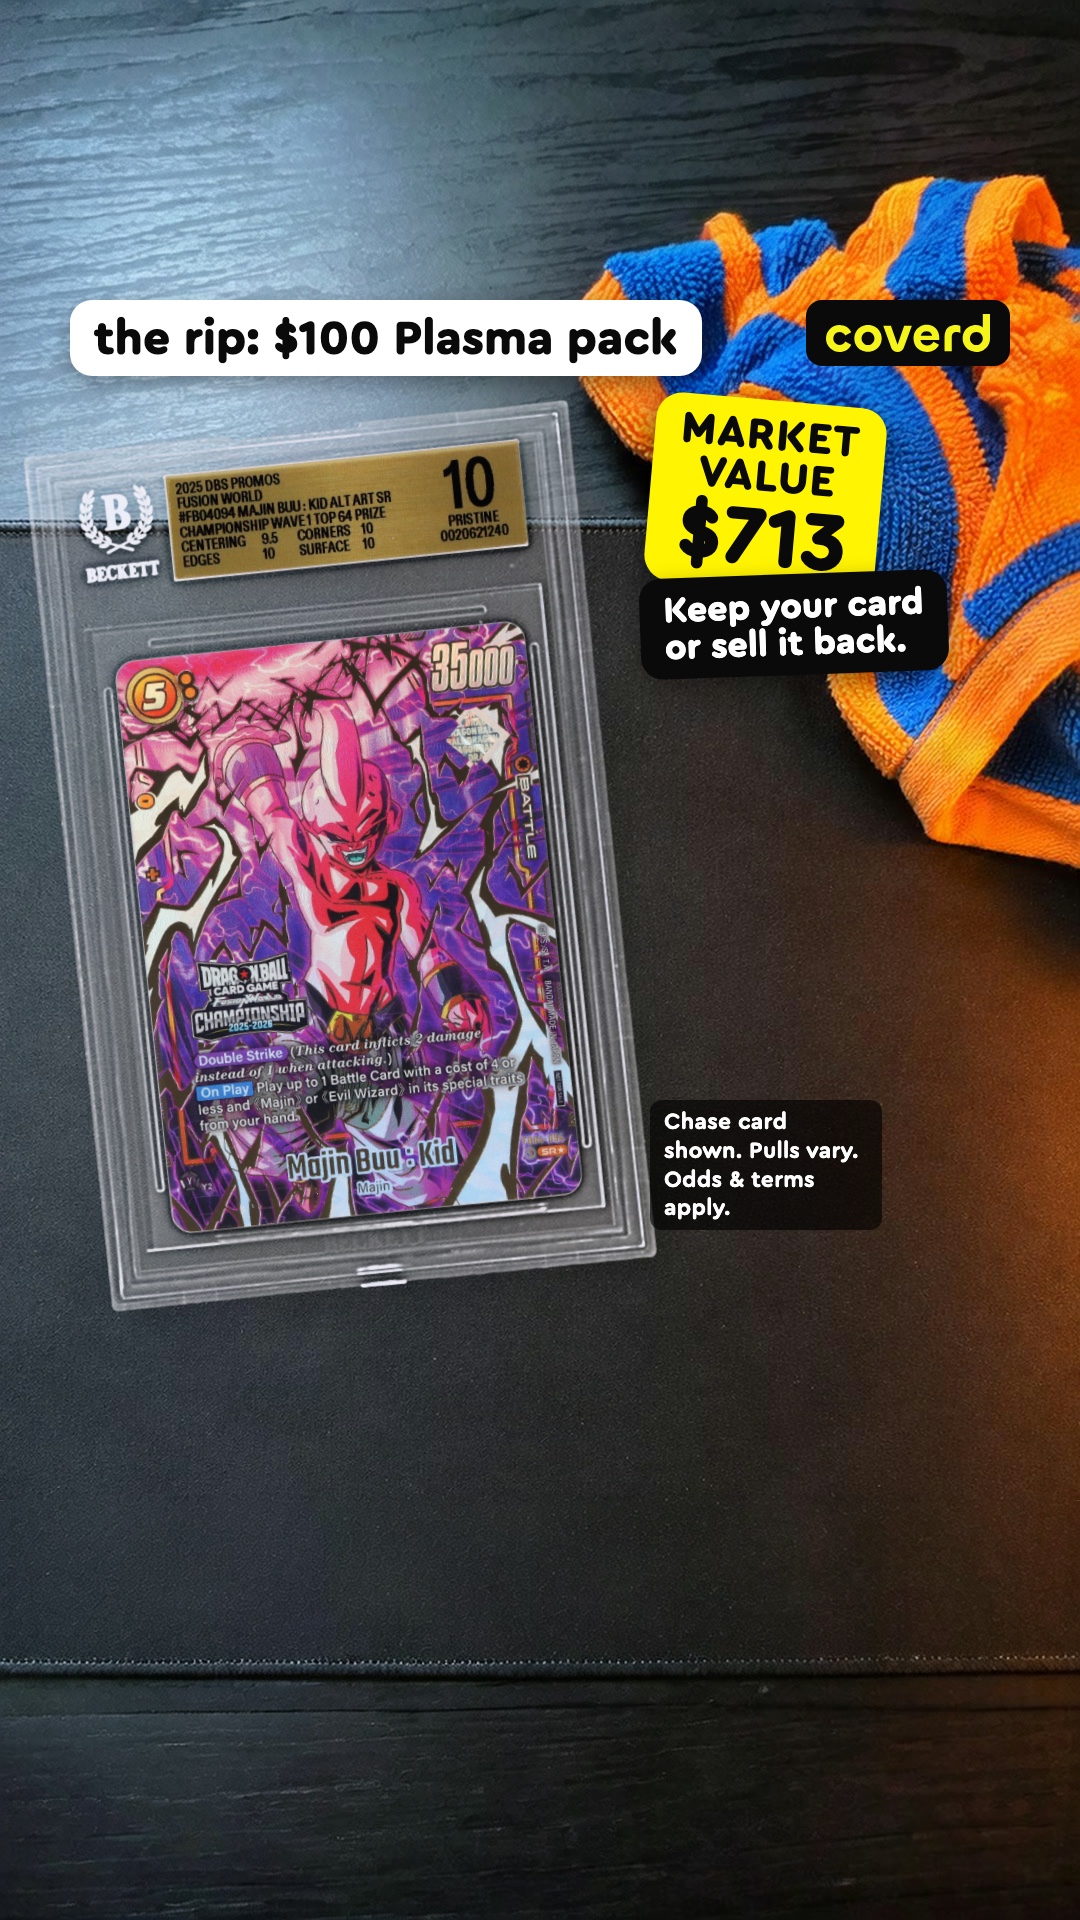 the rip: $100 Plasma pack
coverd
MARKET
VALUE
$713
Keep your card
or sell it back.
B
BECKETT
2025 DBS PROMOS
FUSION WORLD
#FB04094 MAJIN BUU : KID ALT ART SR
CHAMPIONSHIP WAVE 1 TOP 64 PRIZE
CENTERING 9.5 CORNERS 10
EDGES 10 SURFACE 10
10
PRISTINE
0020621240
5
35000
BATTLE
DRAGON BALL
CARD GAME
Fusion World
CHAMPIONSHIP
2025-2026
Double Strike (This card inflicts 2 damage
instead of 1 when attacking.)
On Play Play up to 1 Battle Card with a cost of 4 or
less and «Majin» or «Evil Wizard» in its special traits
from your hand.
Majin Buu : Kid
Majin
SR★
Chase card
shown. Pulls vary.
Odds & terms
apply.